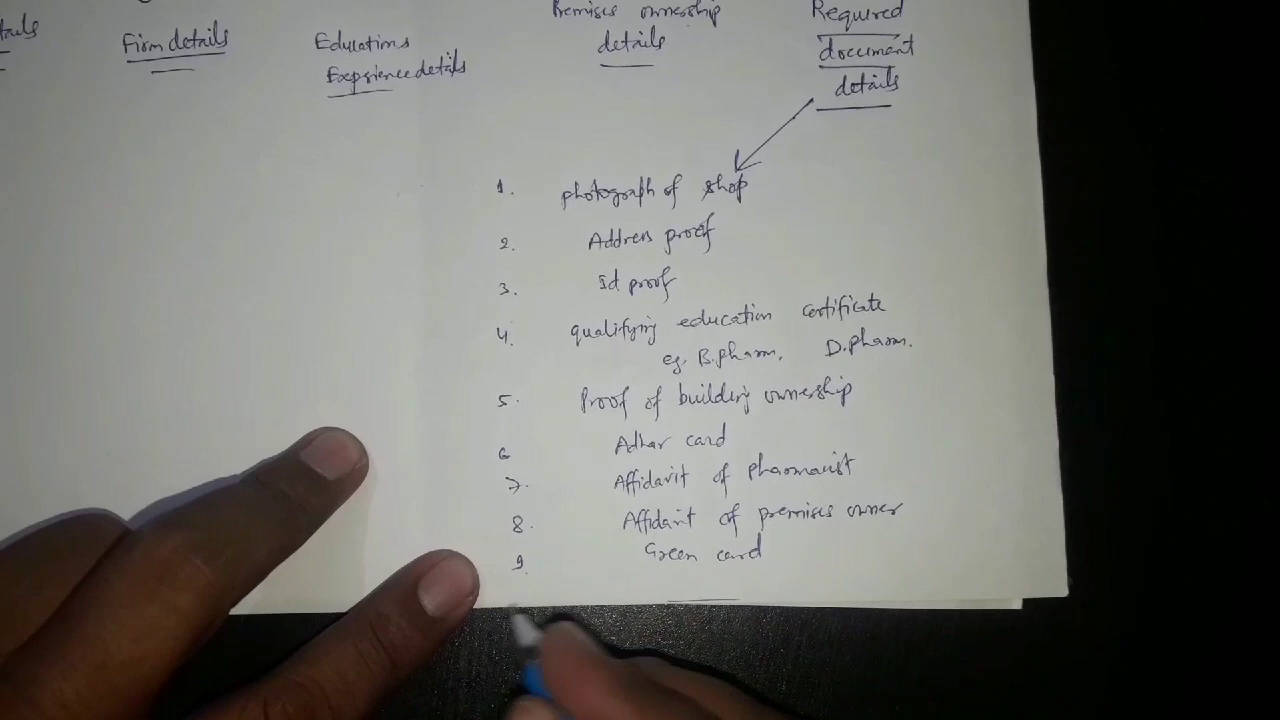 Premises ownership
details
Required
document
details
Firm details
Educations
Expsrience details
1. photograph of shop
2. Address proof
3. Id proof
4. qualifying education certificate
eg. B.pharm, D.pharm.
5. Proof of building ownership
6 Adhar card
7. Affidavit of pharmacist
8. Affidavit of premises owner
9. Green card